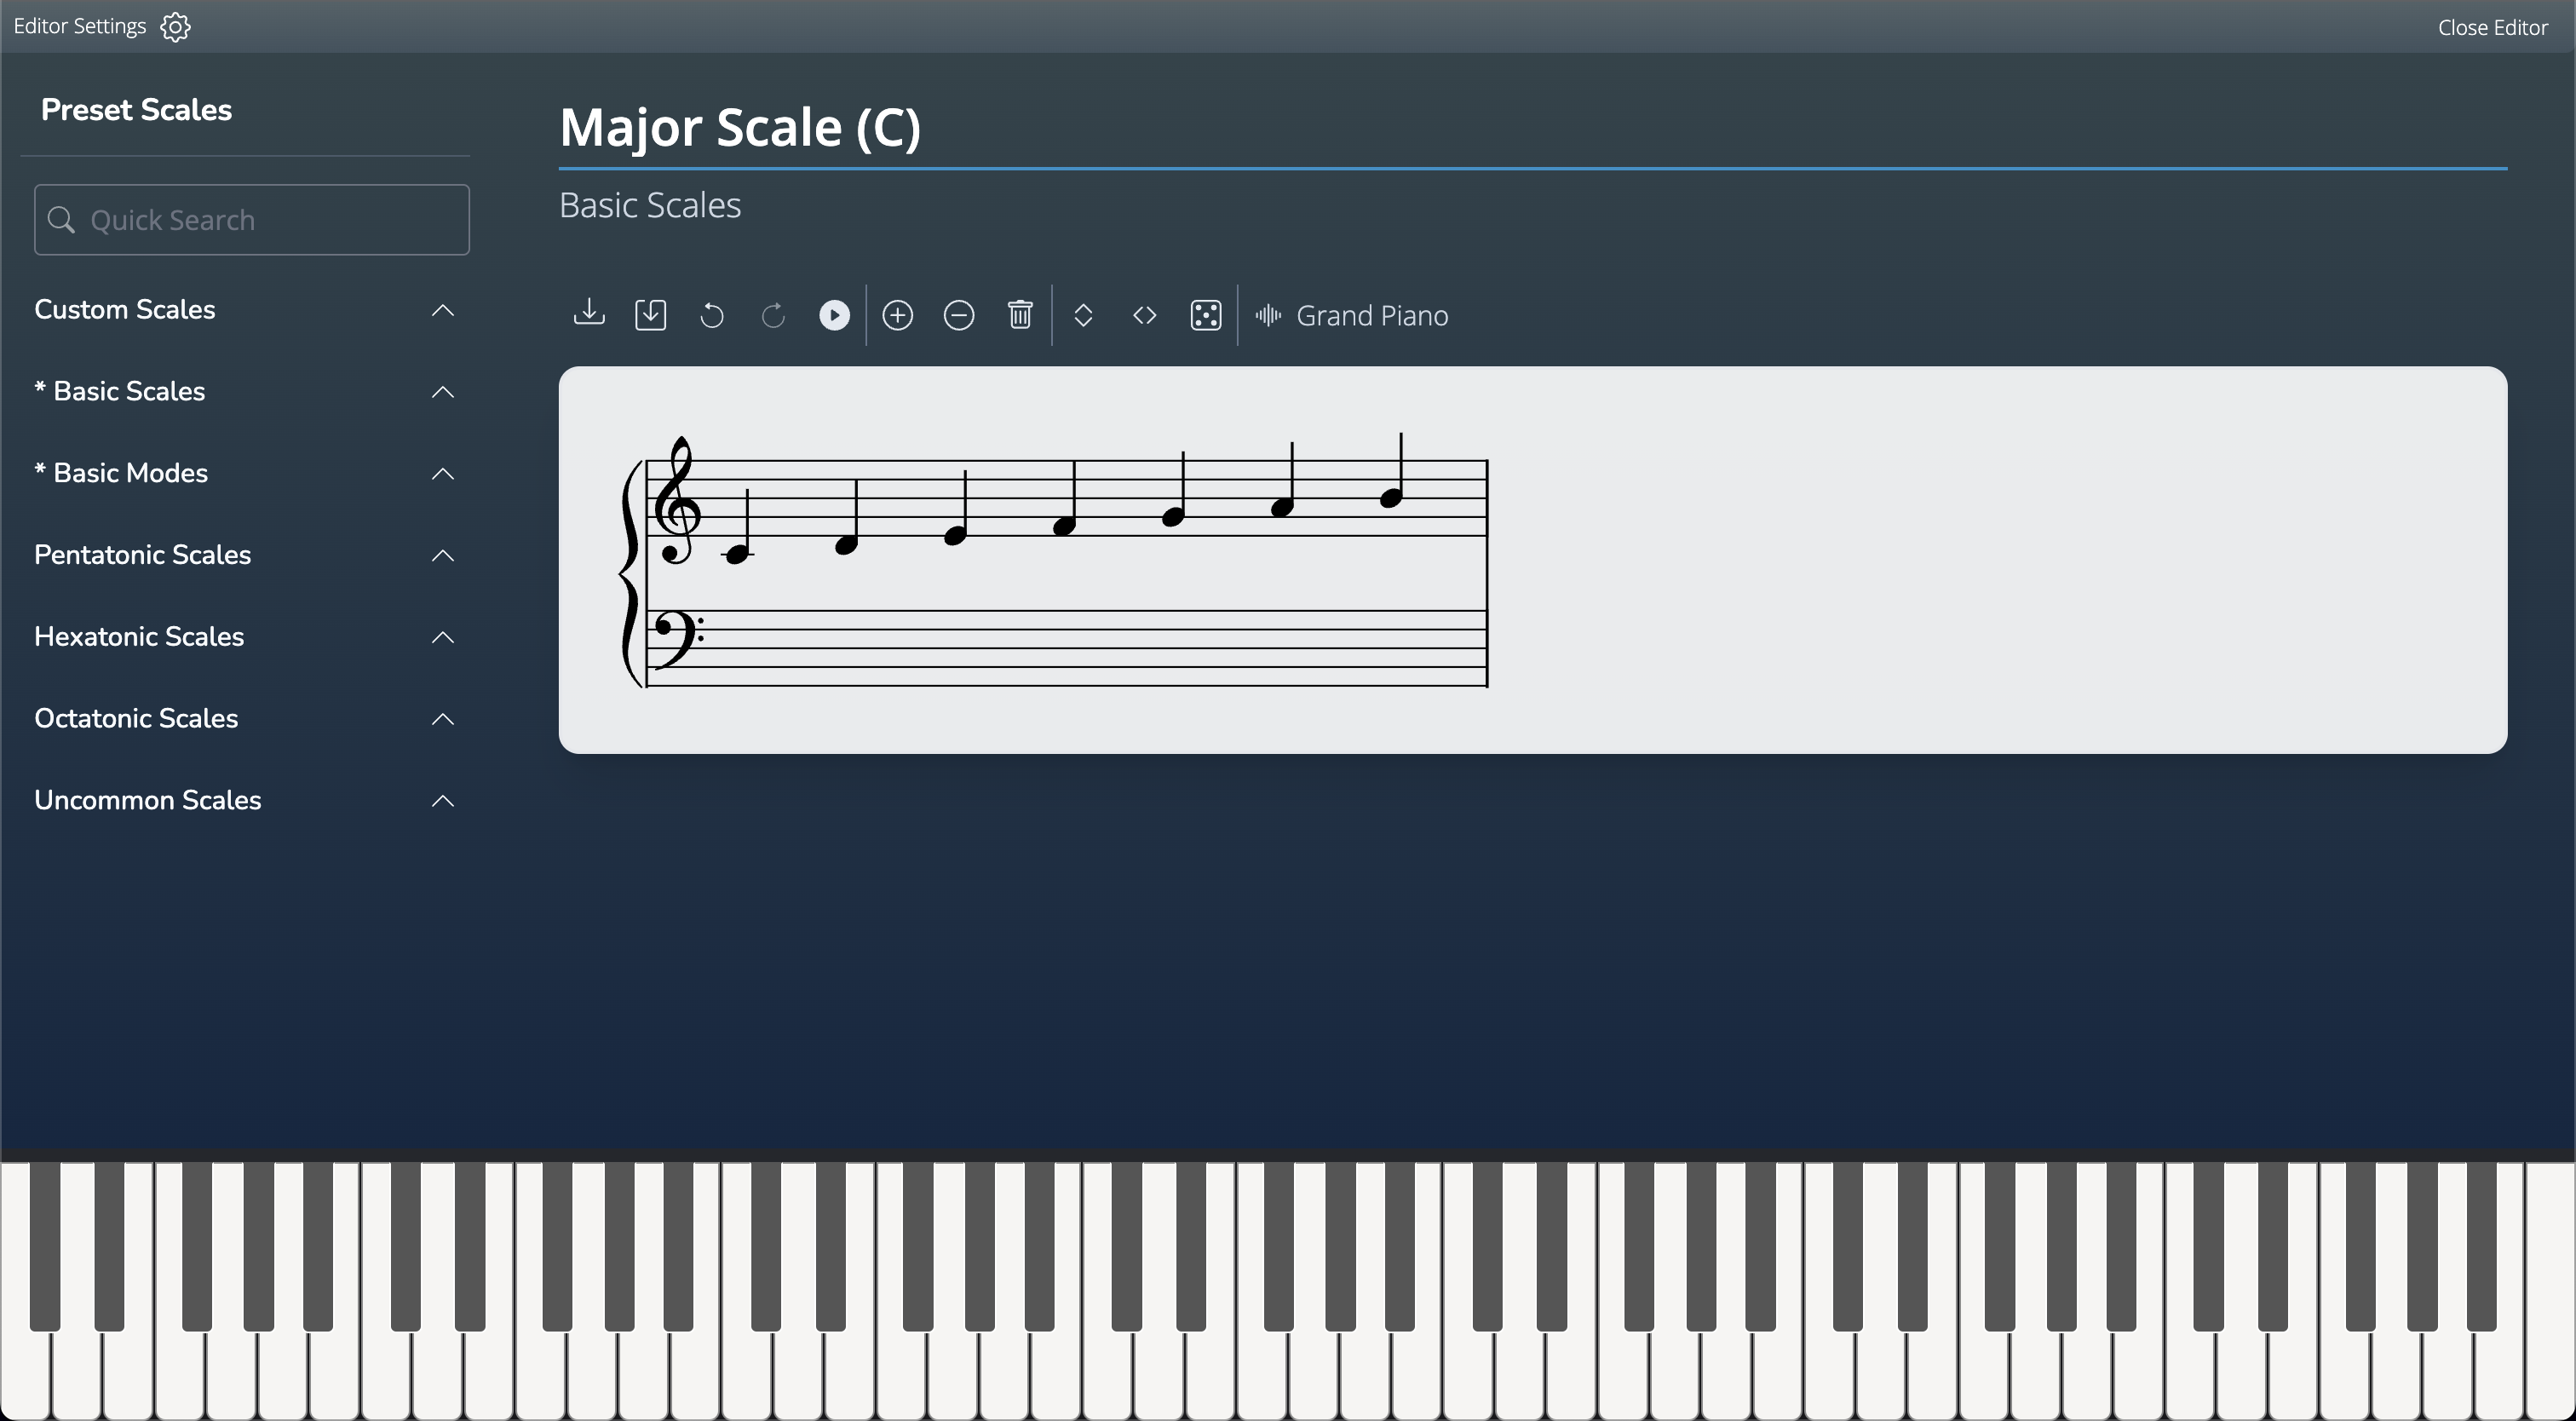 Editor Settings
Close Editor
Preset Scales
Quick Search
Custom Scales
* Basic Scales
* Basic Modes
Pentatonic Scales
Hexatonic Scales
Octatonic Scales
Uncommon Scales
Major Scale (C)
Basic Scales
Grand Piano